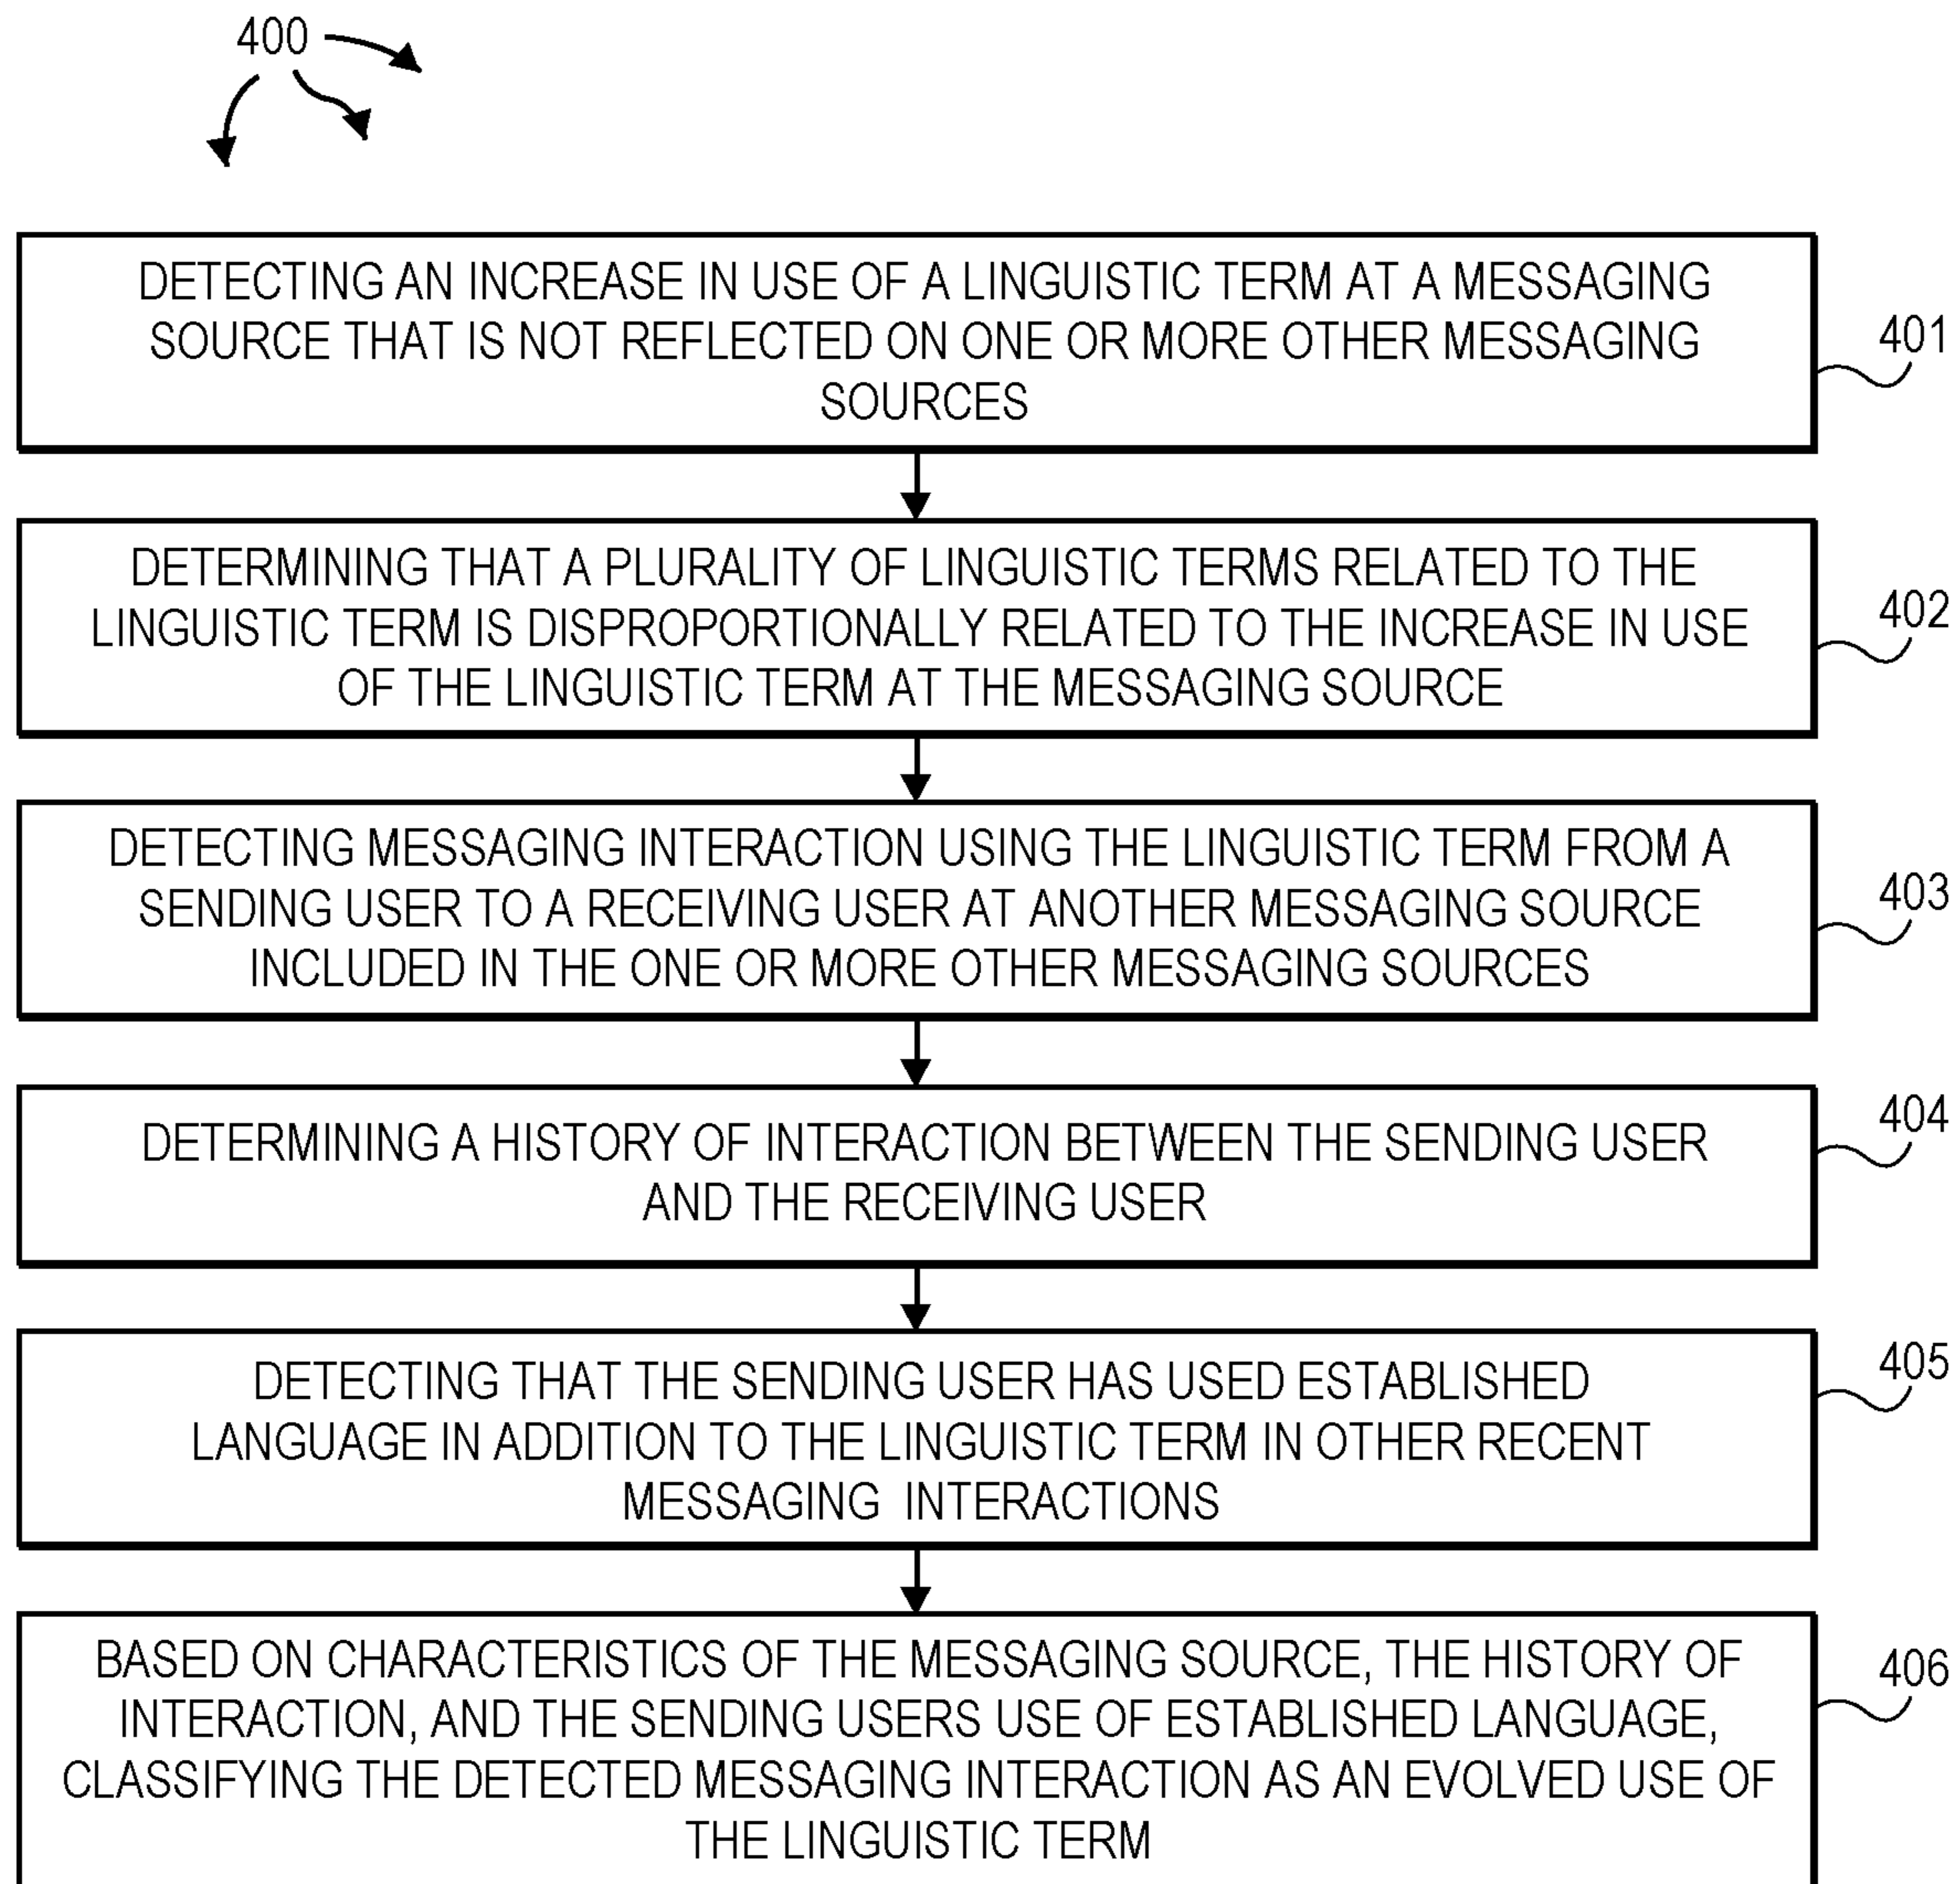 400
DETECTING AN INCREASE IN USE OF A LINGUISTIC TERM AT A MESSAGING
SOURCE THAT IS NOT REFLECTED ON ONE OR MORE OTHER MESSAGING
SOURCES
401
DETERMINING THAT A PLURALITY OF LINGUISTIC TERMS RELATED TO THE
LINGUISTIC TERM IS DISPROPORTIONALLY RELATED TO THE INCREASE IN USE
OF THE LINGUISTIC TERM AT THE MESSAGING SOURCE
402
DETECTING MESSAGING INTERACTION USING THE LINGUISTIC TERM FROM A
SENDING USER TO A RECEIVING USER AT ANOTHER MESSAGING SOURCE
INCLUDED IN THE ONE OR MORE OTHER MESSAGING SOURCES
403
DETERMINING A HISTORY OF INTERACTION BETWEEN THE SENDING USER
AND THE RECEIVING USER
404
DETECTING THAT THE SENDING USER HAS USED ESTABLISHED
LANGUAGE IN ADDITION TO THE LINGUISTIC TERM IN OTHER RECENT
MESSAGING INTERACTIONS
405
BASED ON CHARACTERISTICS OF THE MESSAGING SOURCE, THE HISTORY OF
INTERACTION, AND THE SENDING USERS USE OF ESTABLISHED LANGUAGE,
CLASSIFYING THE DETECTED MESSAGING INTERACTION AS AN EVOLVED USE OF
THE LINGUISTIC TERM
406